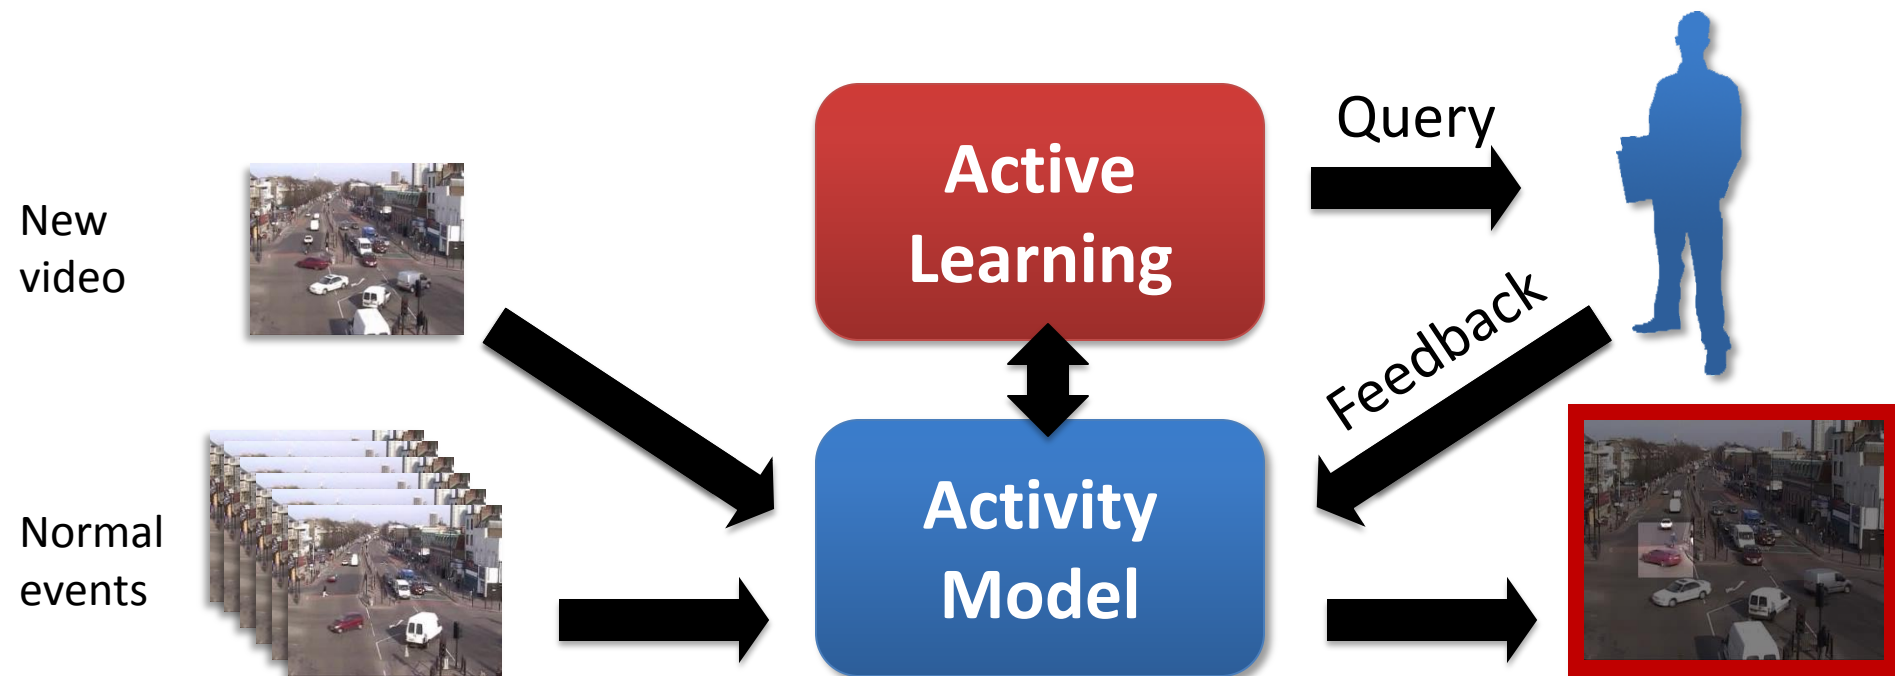 New
video
Normal
events
Active
Learning
Activity
Model
Query
Feedback